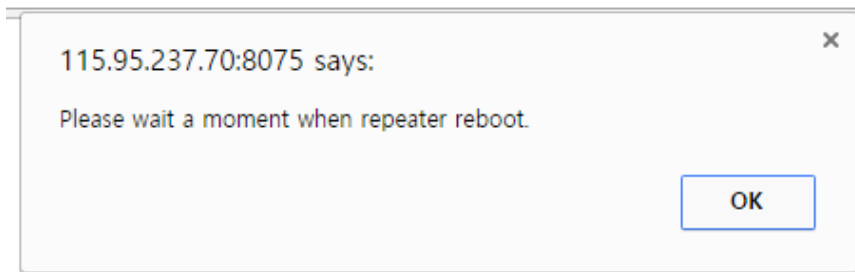 115.95.237.70:8075 says:
Please wait a moment when repeater reboot.
OK